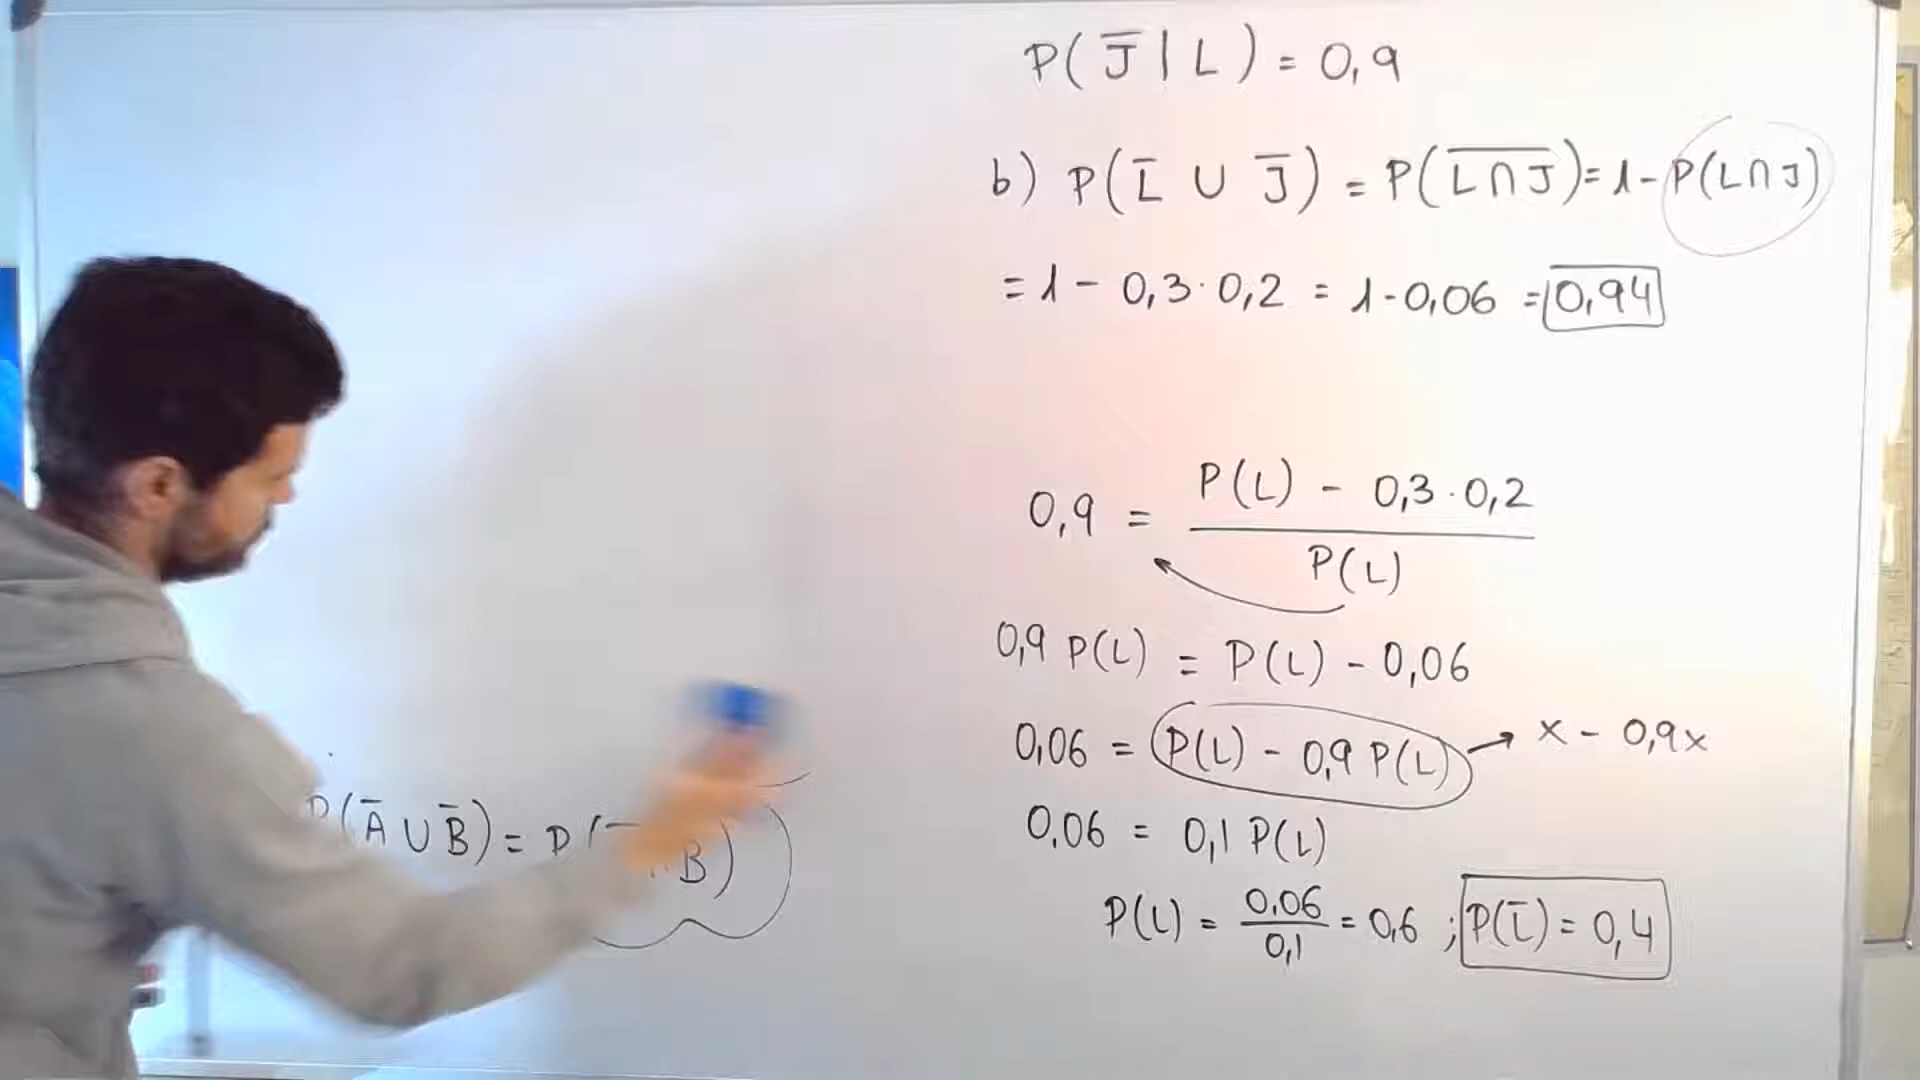 P(J̅ | L) = 0,9
b) P(L̅ ∪ J̅) = P(L̅∩̅J̅) = 1 - P(L∩J)
= 1 - 0,3·0,2 = 1 - 0,06 = 0,94
0,9 = P(L) - 0,3·0,2
P(L)
0,9 P(L) = P(L) - 0,06
0,06 = P(L) - 0,9 P(L) → x - 0,9x
0,06 = 0,1 P(L)
P(L) = 0,06/0,1 = 0,6 ; P(L̅) = 0,4
P(A̅ ∪ B̅) = P( B)